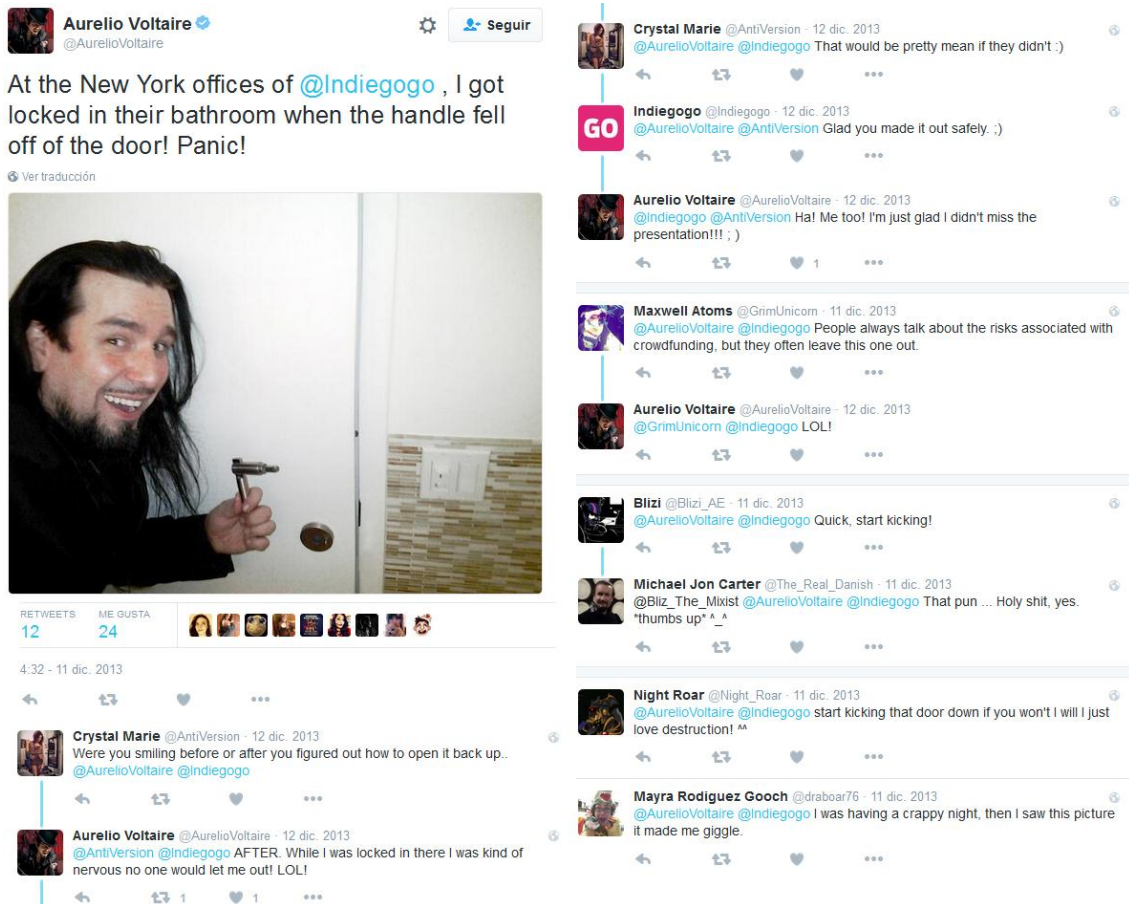 Aurelio Voltaire
@AurelioVoltaire
Seguir
At the New York offices of @Indiegogo , I got
locked in their bathroom when the handle fell
off of the door! Panic!
Ver traducción
RETWEETS
12
ME GUSTA
24
4:32 - 11 dic. 2013
Crystal Marie @AntiVersion · 12 dic. 2013
Were you smiling before or after you figured out how to open it back up..
@AurelioVoltaire @Indiegogo
Aurelio Voltaire @AurelioVoltaire · 12 dic. 2013
@AntiVersion @Indiegogo AFTER. While I was locked in there I was kind of
nervous no one would let me out! LOL!
1 1
Crystal Marie @AntiVersion · 12 dic. 2013
@AurelioVoltaire @Indiegogo That would be pretty mean if they didn't :)
GO
Indiegogo @Indiegogo · 12 dic. 2013
@AurelioVoltaire @AntiVersion Glad you made it out safely. ;)
Aurelio Voltaire @AurelioVoltaire · 12 dic. 2013
@Indiegogo @AntiVersion Ha! Me too! I'm just glad I didn't miss the
presentation!!! ; )
1
Maxwell Atoms @GrimUnicorn · 11 dic. 2013
@AurelioVoltaire @Indiegogo People always talk about the risks associated with
crowdfunding, but they often leave this one out.
Aurelio Voltaire @AurelioVoltaire · 12 dic. 2013
@GrimUnicorn @Indiegogo LOL!
Blizi @Blizi_AE · 11 dic. 2013
@AurelioVoltaire @Indiegogo Quick, start kicking!
Michael Jon Carter @The_Real_Danish · 11 dic. 2013
@Bliz_The_Mixist @AurelioVoltaire @Indiegogo That pun ... Holy shit, yes.
*thumbs up* ^_^
Night Roar @Night_Roar · 11 dic. 2013
@AurelioVoltaire @Indiegogo start kicking that door down if you won't I will I just
love destruction! ^^
Mayra Rodiguez Gooch @draboar76 · 11 dic. 2013
@AurelioVoltaire @Indiegogo I was having a crappy night, then I saw this picture
it made me giggle.